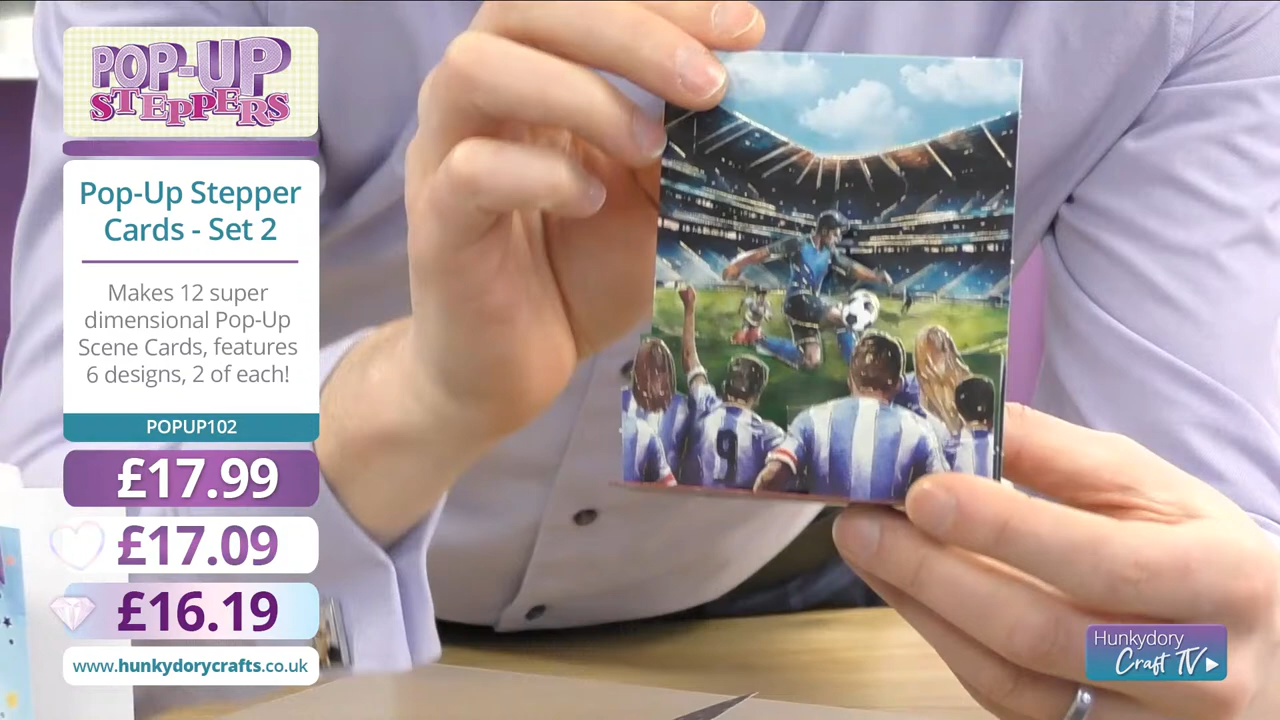 POP-UP
STEPPERS
Pop-Up Stepper
Cards - Set 2
Makes 12 super
dimensional Pop-Up
Scene Cards, features
6 designs, 2 of each!
POPUP102
£17.99
£17.09
£16.19
www.hunkydorycrafts.co.uk
9
Hunkydory
Craft TV